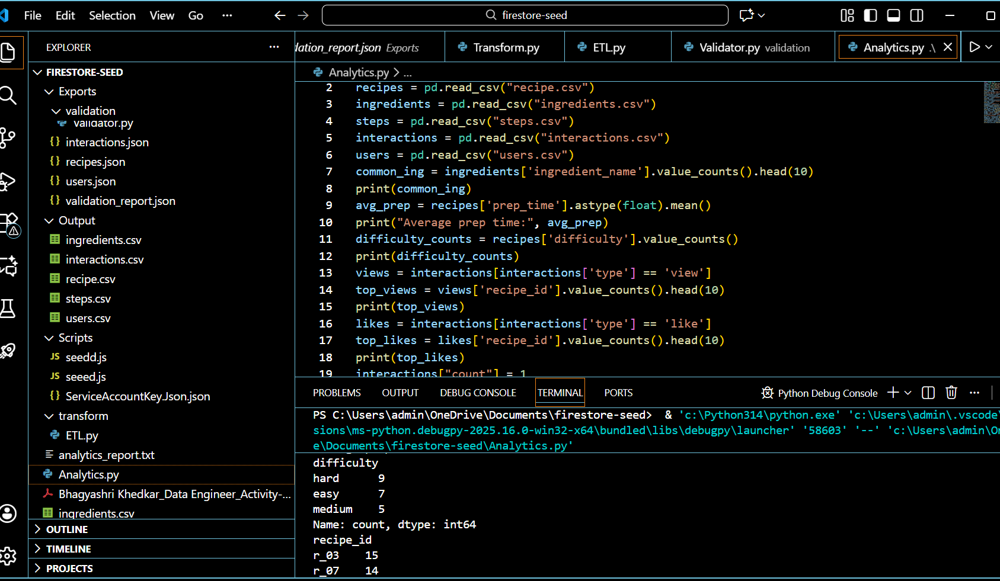 File Edit Selection View Go ···
firestore-seed
EXPLORER ···
FIRESTORE-SEED
Exports
validation
validator.py
{} interactions.json
{} recipes.json
{} users.json
{} validation_report.json
Output
ingredients.csv
interactions.csv
recipe.csv
steps.csv
users.csv
Scripts
JS seedd.js
JS seeed.js
{} ServiceAccountKey.Json.json
transform
ETL.py
analytics_report.txt
Analytics.py
Bhagyashri Khedkar_Data Engineer_Activity-...
ingredients.csv
OUTLINE
TIMELINE
PROJECTS
dation_report.json Exports
Transform.py
ETL.py
Validator.py validation
Analytics.py .\
Analytics.py > ...
2 recipes = pd.read_csv("recipe.csv")
3 ingredients = pd.read_csv("ingredients.csv")
4 steps = pd.read_csv("steps.csv")
5 interactions = pd.read_csv("interactions.csv")
6 users = pd.read_csv("users.csv")
7 common_ing = ingredients['ingredient_name'].value_counts().head(10)
8 print(common_ing)
9 avg_prep = recipes['prep_time'].astype(float).mean()
10 print("Average prep time:", avg_prep)
11 difficulty_counts = recipes['difficulty'].value_counts()
12 print(difficulty_counts)
13 views = interactions[interactions['type'] == 'view']
14 top_views = views['recipe_id'].value_counts().head(10)
15 print(top_views)
16 likes = interactions[interactions['type'] == 'like']
17 top_likes = likes['recipe_id'].value_counts().head(10)
18 print(top_likes)
19 interactions["count"] = 1
PROBLEMS OUTPUT DEBUG CONSOLE TERMINAL PORTS
Python Debug Console
PS C:\Users\admin\OneDrive\Documents\firestore-seed> & 'c:\Python314\python.exe' 'c:\Users\admin\.vscode\
sions\ms-python.debugpy-2025.16.0-win32-x64\bundled\libs\debugpy\launcher' '58603' '--' 'c:\Users\admin\On
e\Documents\firestore-seed\Analytics.py'
difficulty
hard 9
easy 7
medium 5
Name: count, dtype: int64
recipe_id
r_03 15
r_07 14